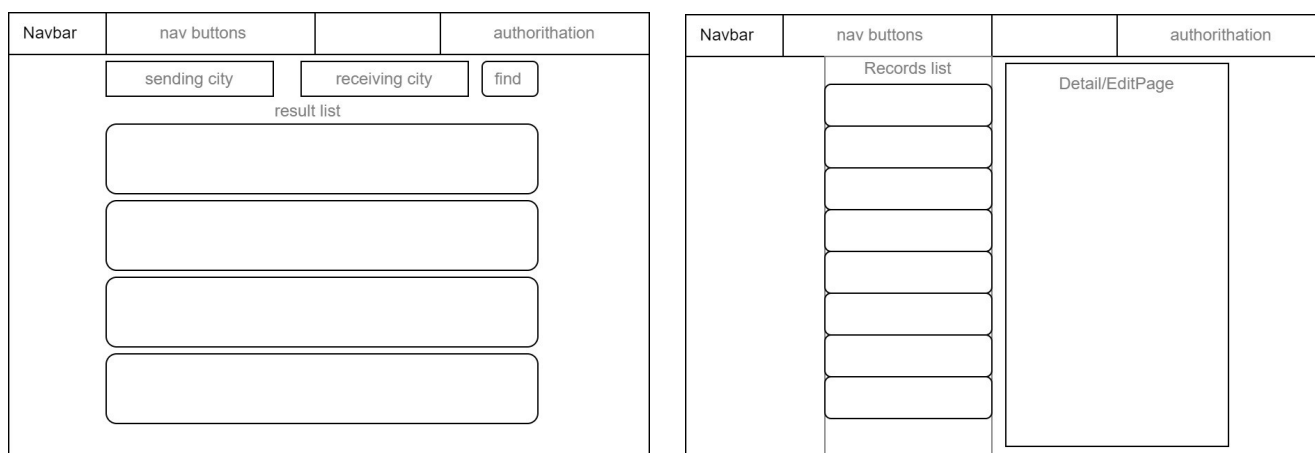 Navbar
nav buttons
authorithation
sending city
receiving city
find
result list
Navbar
nav buttons
authorithation
Records list
Detail/EditPage